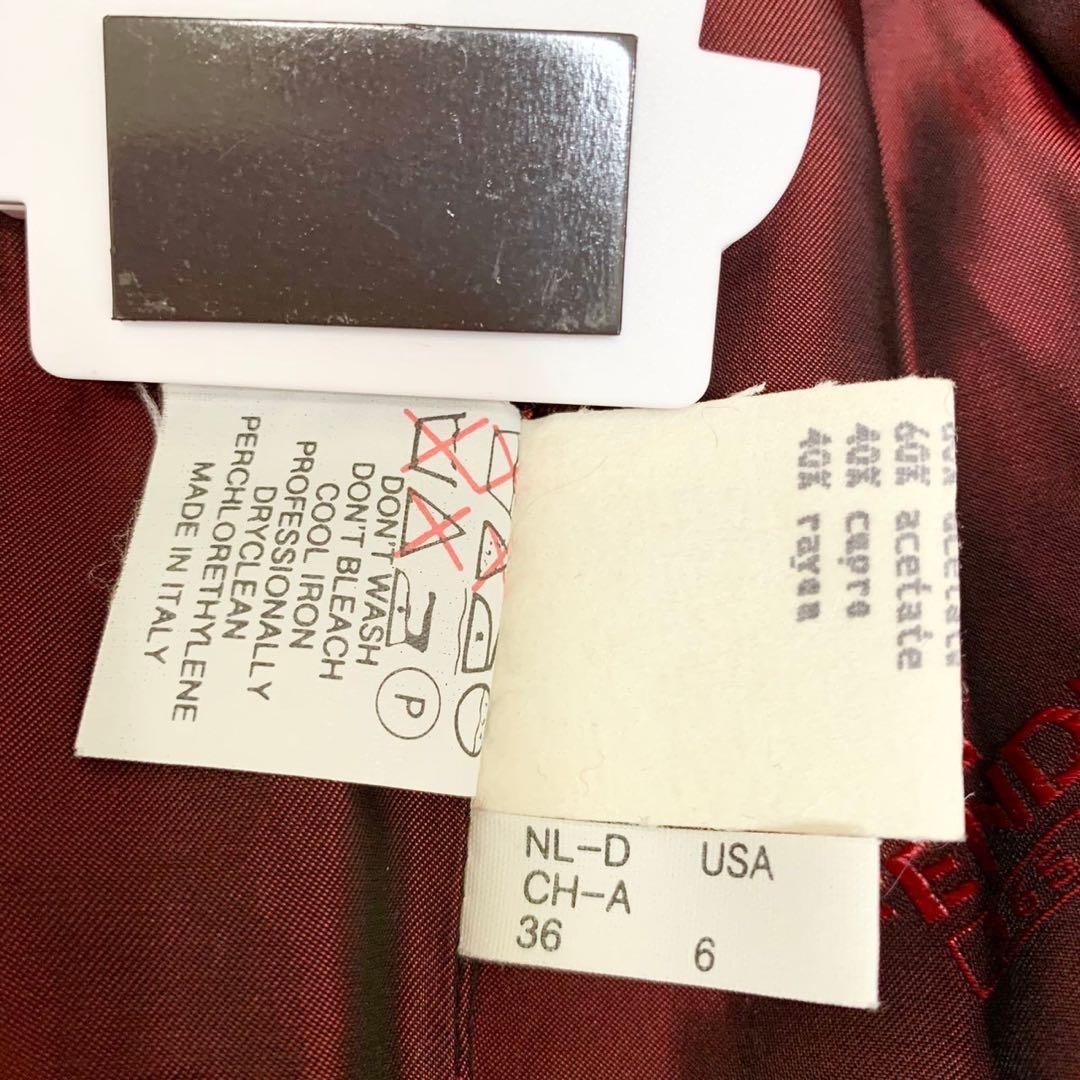 DON'T WASH
DON'T BLEACH
COOL IRON
PROFESSIONALLY
DRYCLEAN
PERCHLORETHYLENE
MADE IN ITALY
P
60% acetate
40% cupro
40% rayon
NL-D USA
CH-A
36 6